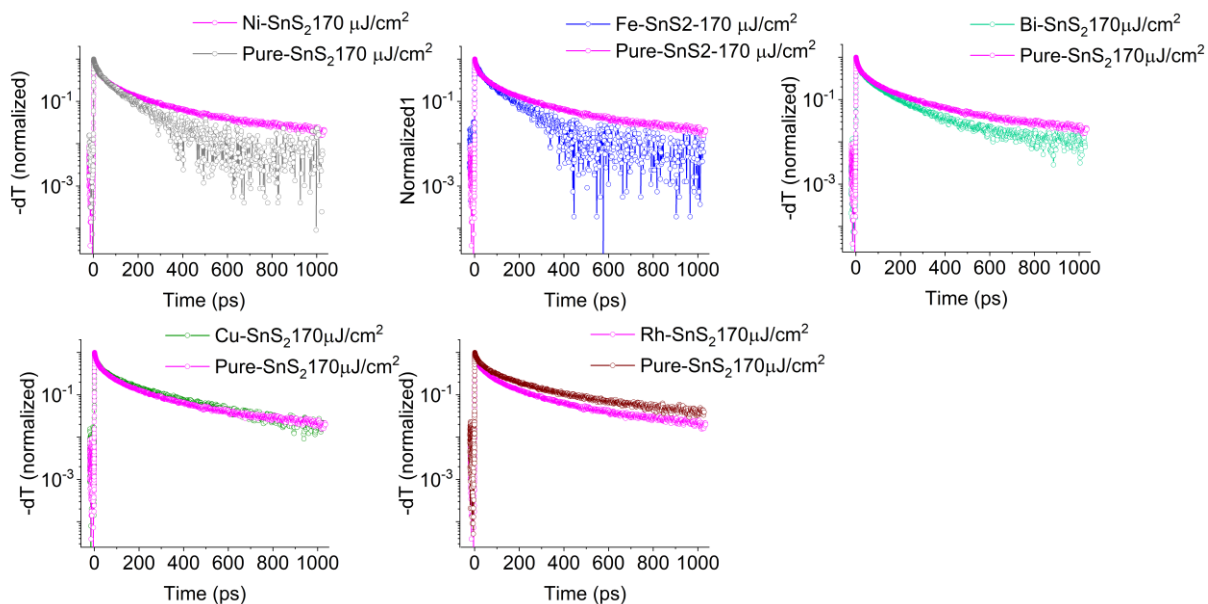 Ni-SnS₂170 μJ/cm²
Pure-SnS₂170 μJ/cm²
-dT (normalized)
10⁻¹
10⁻³
0 200 400 600 800 1000
Time (ps)
Fe-SnS2-170 μJ/cm²
Pure-SnS2-170 μJ/cm²
Normalized1
10⁻¹
10⁻³
0 200 400 600 800 1000
Time (ps)
Bi-SnS₂170μJ/cm²
Pure-SnS₂170μJ/cm²
-dT (normalized)
10⁻¹
10⁻³
0 200 400 600 800 1000
Time (ps)
Cu-SnS₂170μJ/cm²
Pure-SnS₂170μJ/cm²
-dT (normalized)
10⁻¹
10⁻³
0 200 400 600 800 1000
Time (ps)
Rh-SnS₂170μJ/cm²
Pure-SnS₂170μJ/cm²
-dT (normalized)
10⁻¹
10⁻³
0 200 400 600 800 1000
Time (ps)